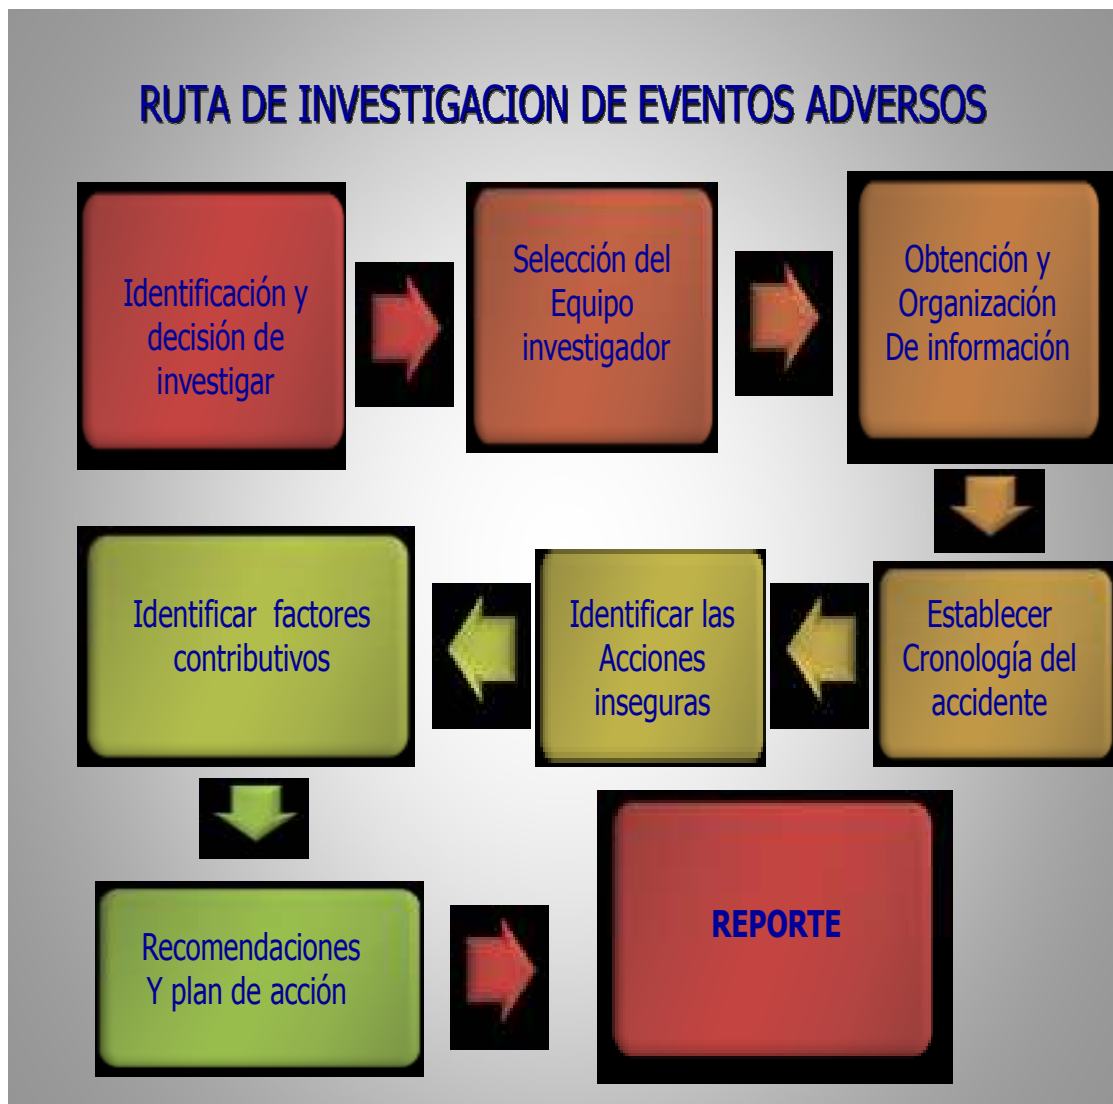 RUTA DE INVESTIGACION DE EVENTOS ADVERSOS
Identificación y
decisión de
investigar
Selección del
Equipo
investigador
Obtención y
Organización
De información
Establecer
Cronología del
accidente
Identificar las
Acciones
inseguras
Identificar factores
contributivos
Recomendaciones
Y plan de acción
REPORTE